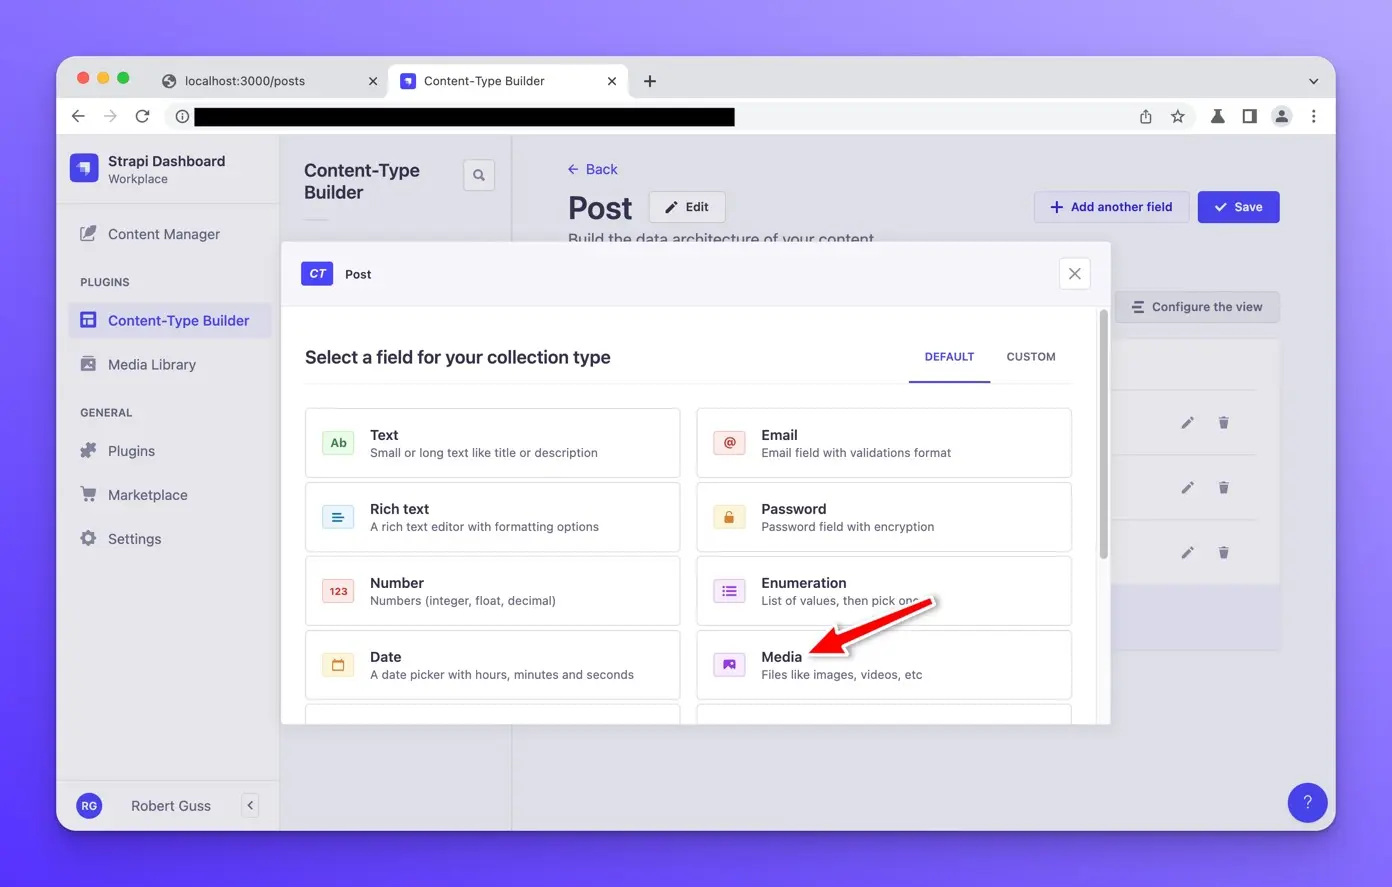 localhost:3000/posts
Content-Type Builder
Strapi Dashboard
Workplace
Content Manager
PLUGINS
Content-Type Builder
Media Library
GENERAL
Plugins
Marketplace
Settings
RG
Robert Guss
Content-Type
Builder
Back
Post
Edit
Add another field
Save
Build the data architecture of your content
Configure the view
CT
Post
Select a field for your collection type
DEFAULT
CUSTOM
Ab
Text
Small or long text like title or description
@
Email
Email field with validations format
Rich text
A rich text editor with formatting options
Password
Password field with encryption
123
Number
Numbers (integer, float, decimal)
Enumeration
List of values, then pick one
Date
A date picker with hours, minutes and seconds
Media
Files like images, videos, etc
?